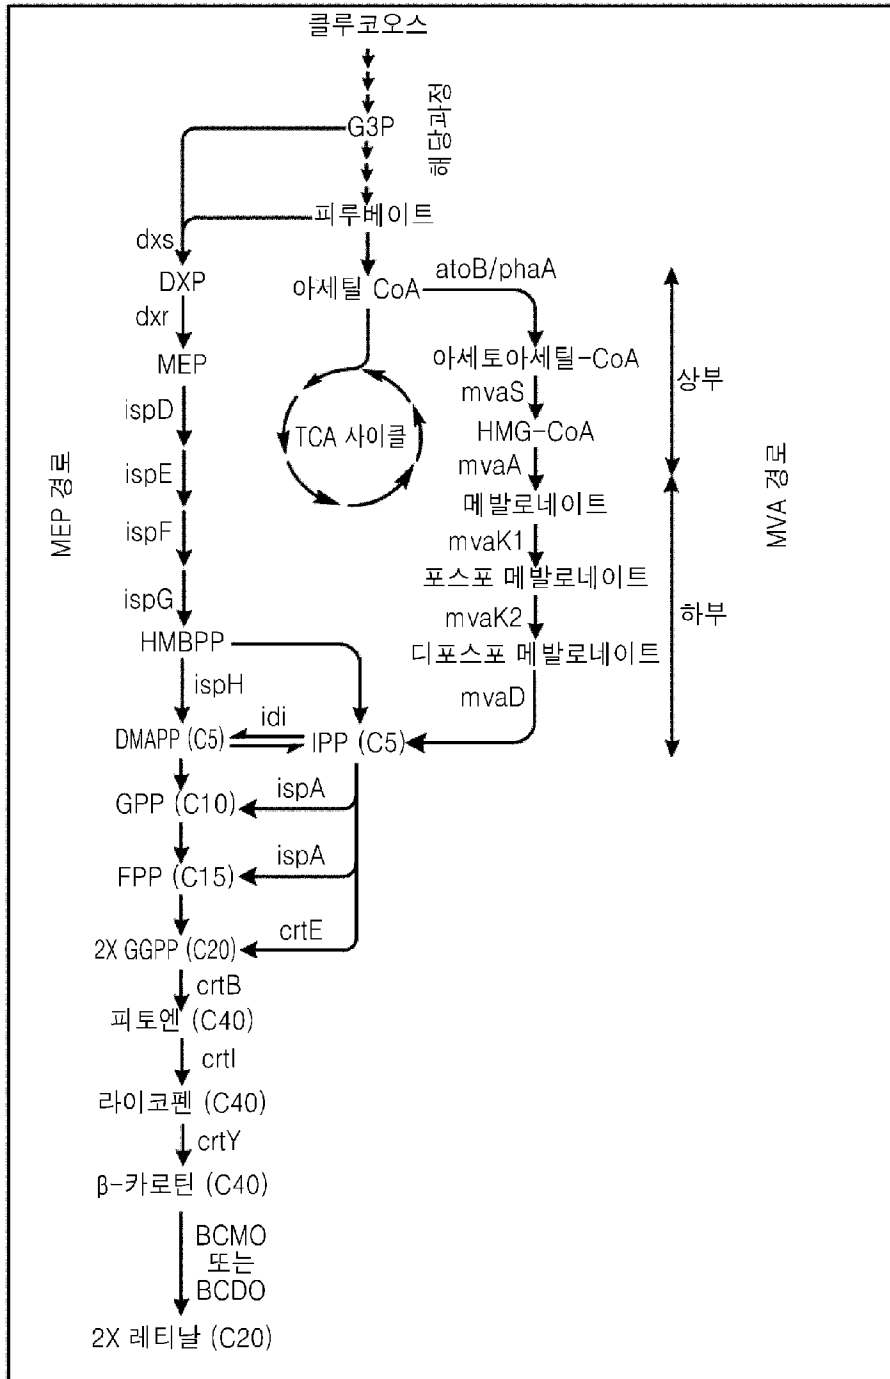 클루코오스
해당과정
G3P
피루베이트
dxs
DXP
dxr
MEP
ispD
ispE
ispF
ispG
HMBPP
ispH
MEP 경로
아세틸 CoA
atoB/phaA
TCA 사이클
아세토아세틸-CoA
mvaS
HMG-CoA
mvaA
메발로네이트
mvaK1
포스포 메발로네이트
mvaK2
디포스포 메발로네이트
mvaD
상부
하부
MVA 경로
DMAPP (C5)
idi
IPP (C5)
GPP (C10)
ispA
FPP (C15)
ispA
2X GGPP (C20)
crtE
crtB
피토엔 (C40)
crtI
라이코펜 (C40)
crtY
β-카로틴 (C40)
BCMO
또는
BCDO
2X 레티날 (C20)